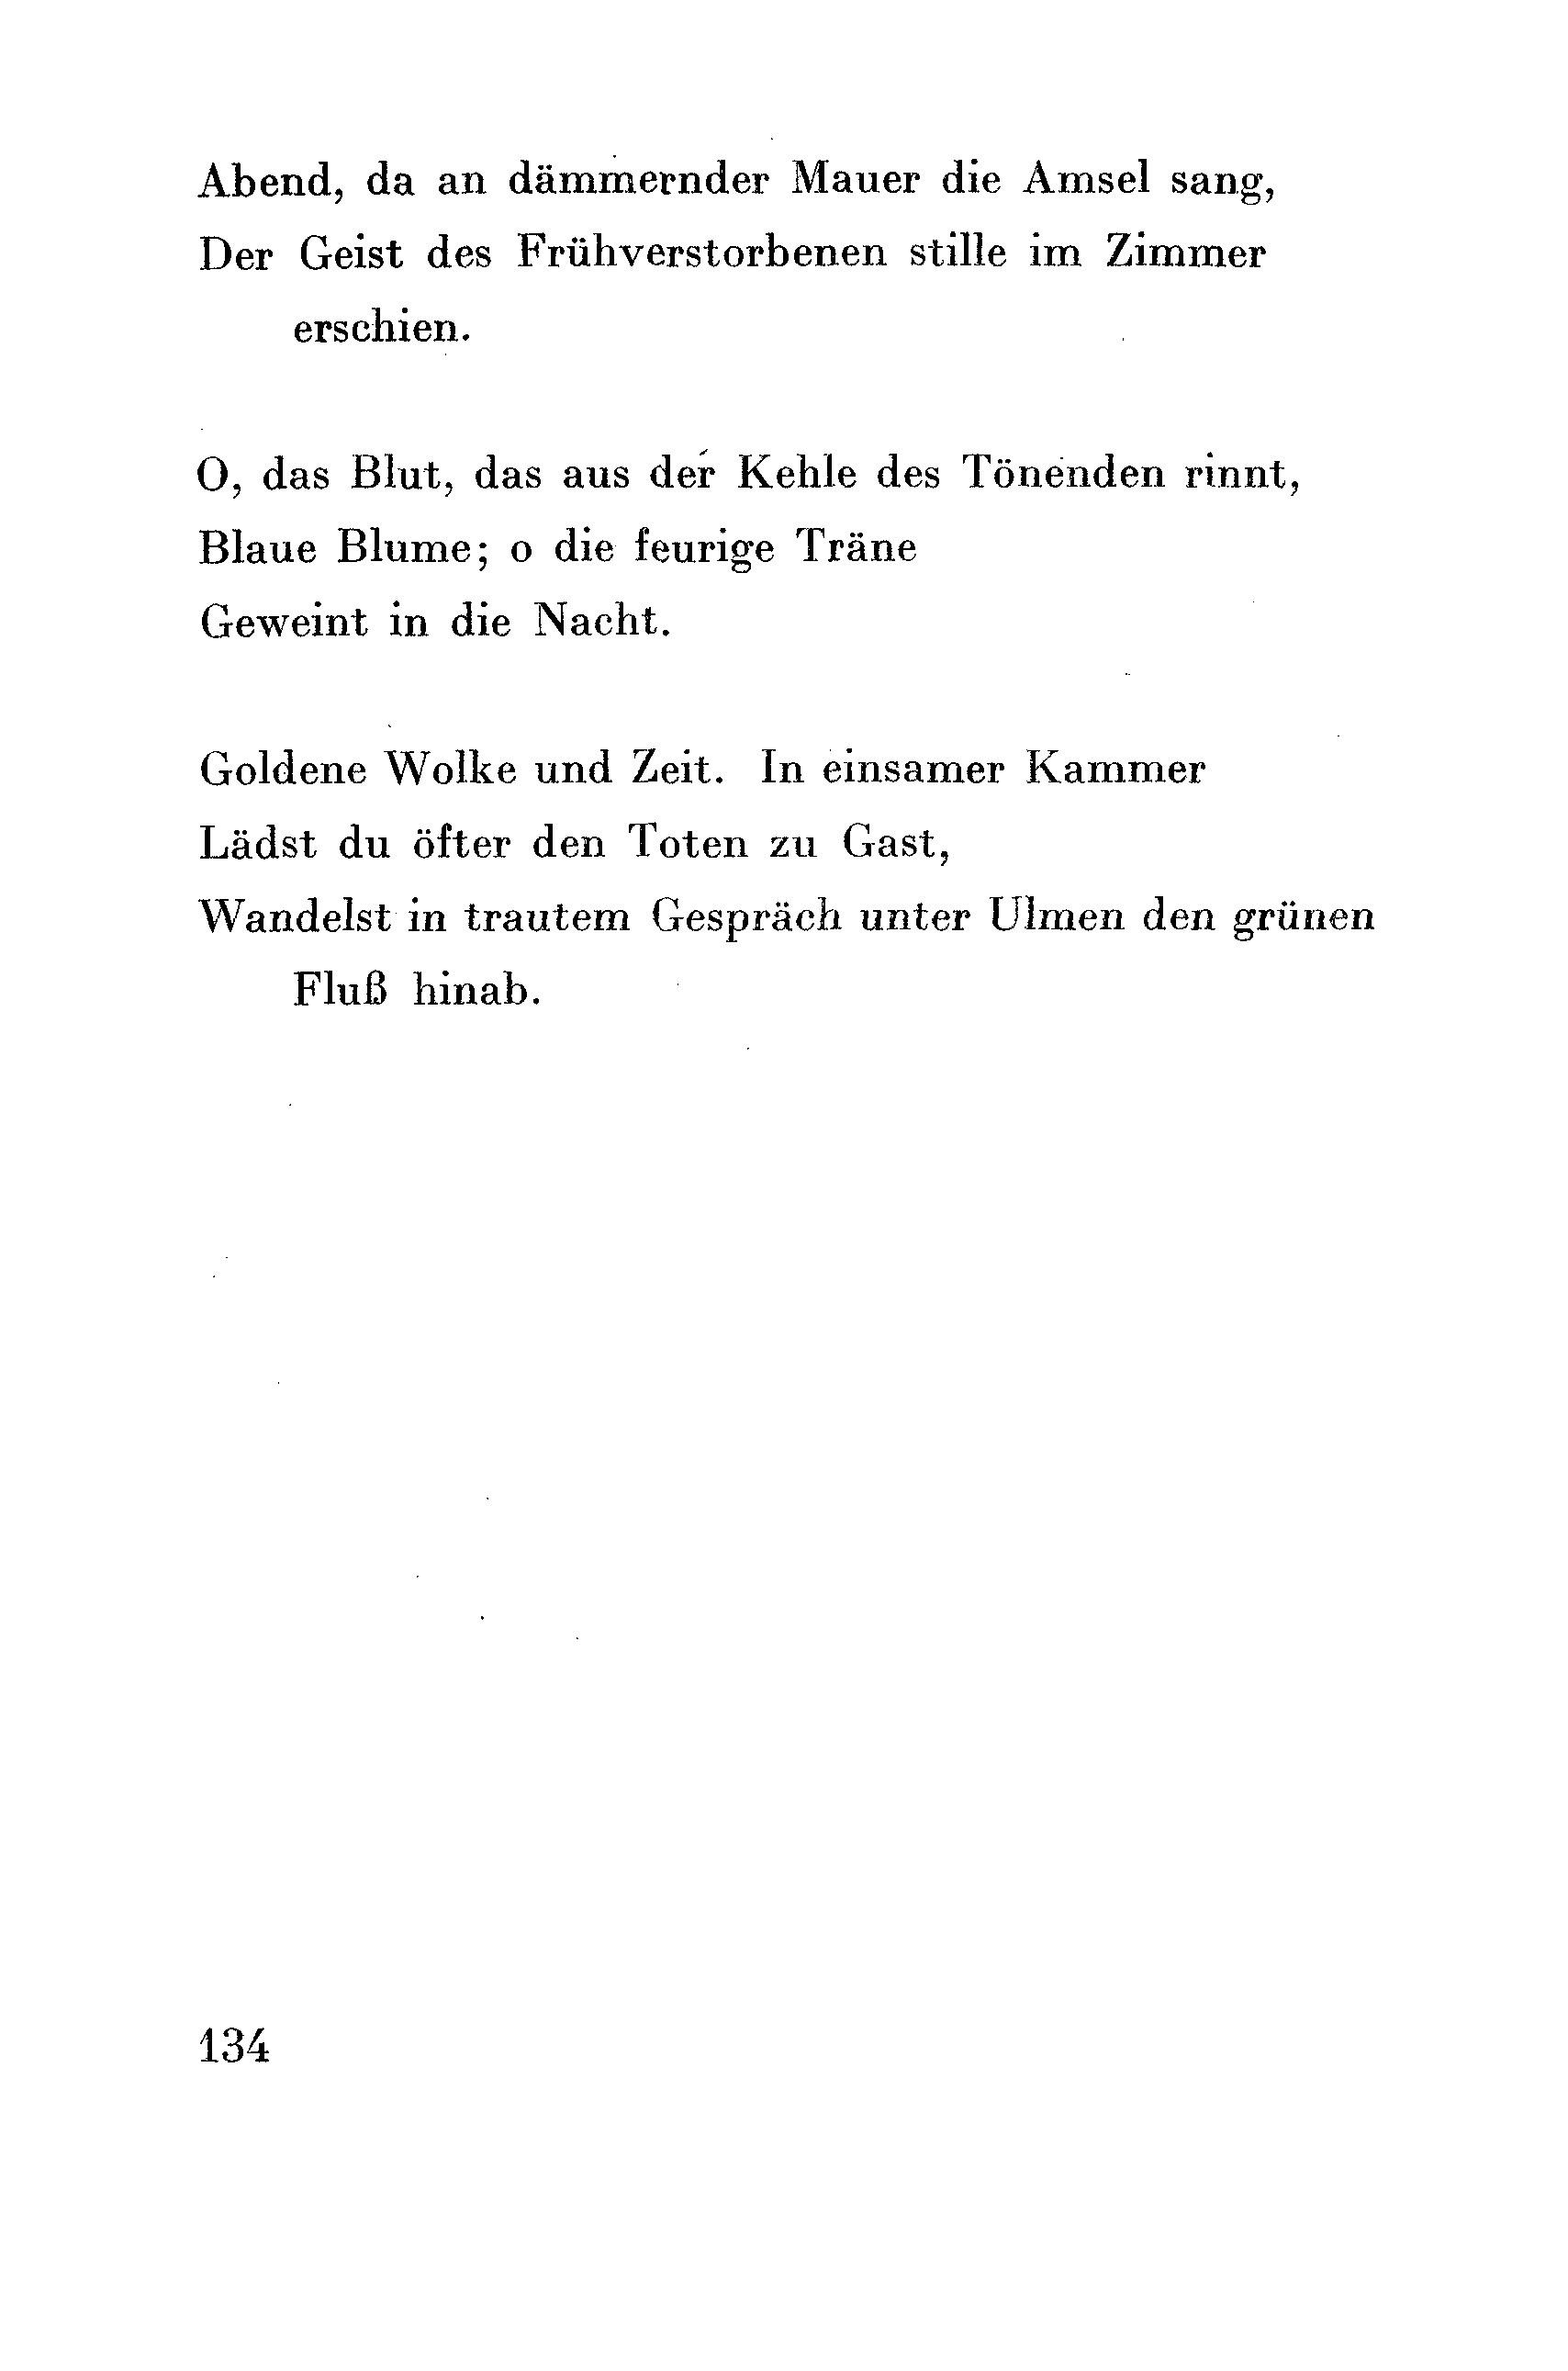 Abend, da an dämmernder Mauer die Amsel sang,
Der Geist des Frühverstorbenen stille im Zimmer
erschien.
O, das Blut, das aus der Kehle des Tönenden rinnt,
Blaue Blume; o die feurige Träne
Geweint in die Nacht.
Goldene Wolke und Zeit. In einsamer Kammer
Lädst du öfter den Toten zu Gast,
Wandelst in trautem Gespräch unter Ulmen den grünen
Fluß hinab.
134